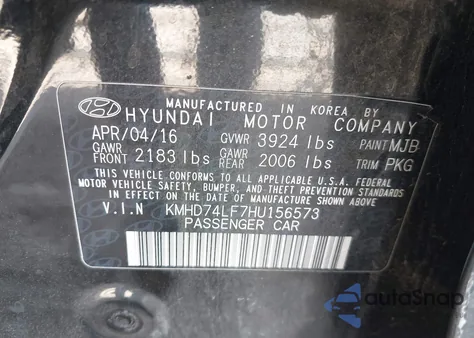 MANUFACTURED IN KOREA BY
HYUNDAI MOTOR COMPANY
APR/04/16 GVWR 3924 lbs PAINT MJB
GAWR FRONT 2183 lbs GAWR REAR 2006 lbs TRIM PKG
THIS VEHICLE CONFORMS TO ALL APPLICABLE U.S.A. FEDERAL
MOTOR VEHICLE SAFETY, BUMPER, AND THEFT PREVENTION STANDARDS
IN EFFECT ON THE DATE OF MANUFACTURE SHOWN ABOVE.
V.I.N KMHD74LF7HU156573
PASSENGER CAR
autoSnap